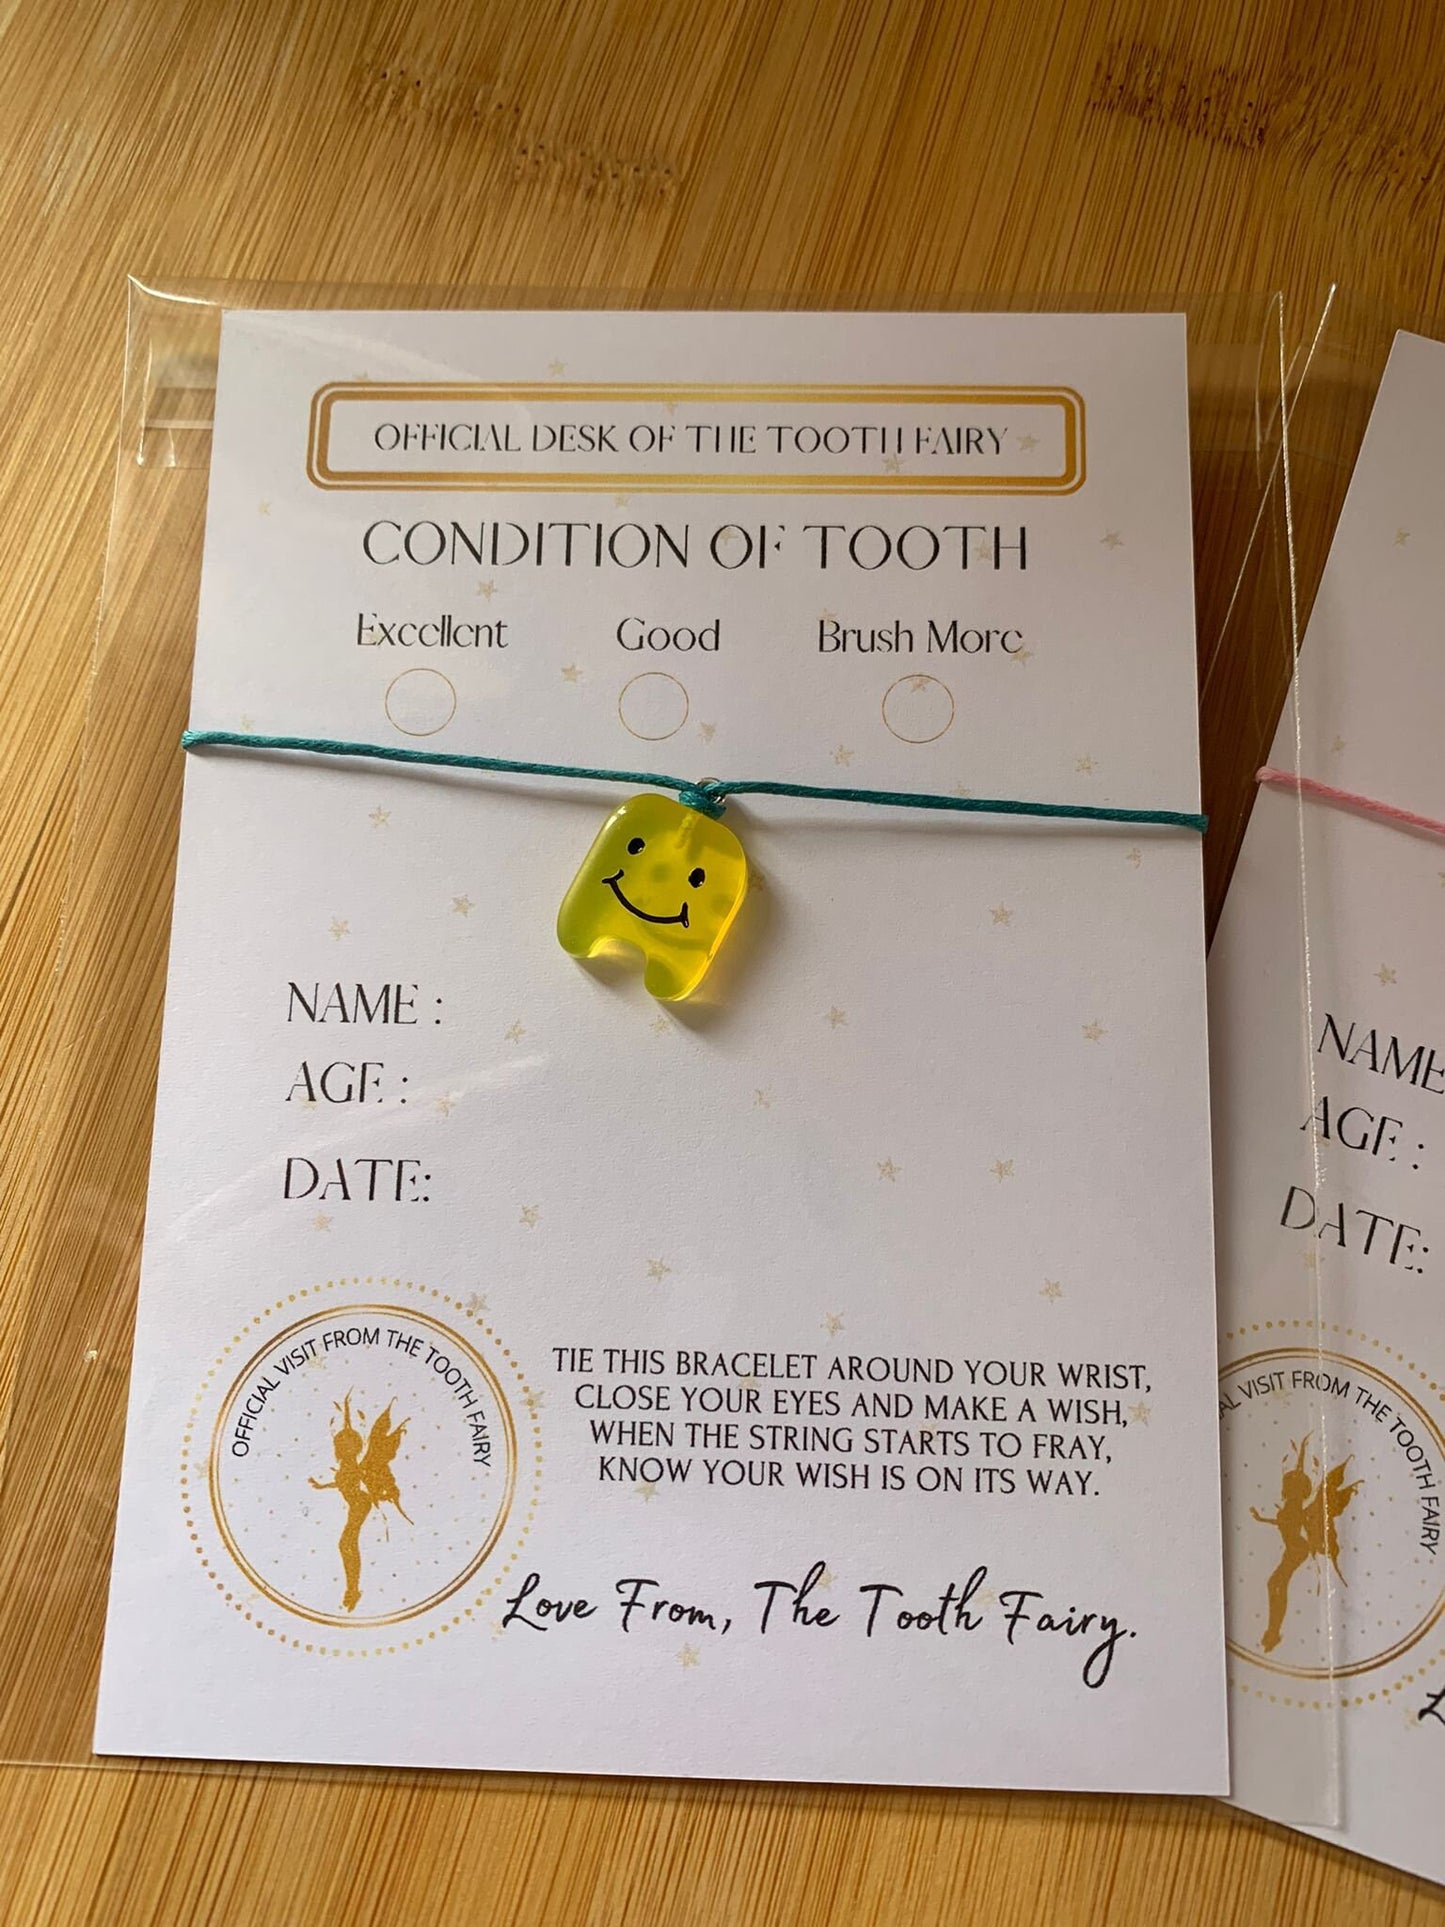 OFFICIAL DESK OF THE TOOTH FAIRY
CONDITION OF TOOTH
Excellent Good Brush More
NAME :
AGE :
DATE:
OFFICIAL VISIT FROM THE TOOTH FAIRY
TIE THIS BRACELET AROUND YOUR WRIST,
CLOSE YOUR EYES AND MAKE A WISH,
WHEN THE STRING STARTS TO FRAY,
KNOW YOUR WISH IS ON ITS WAY.
Love From, The Tooth Fairy.
NAME
AGE :
DATE:
VISIT FROM THE TOOTH FAIRY